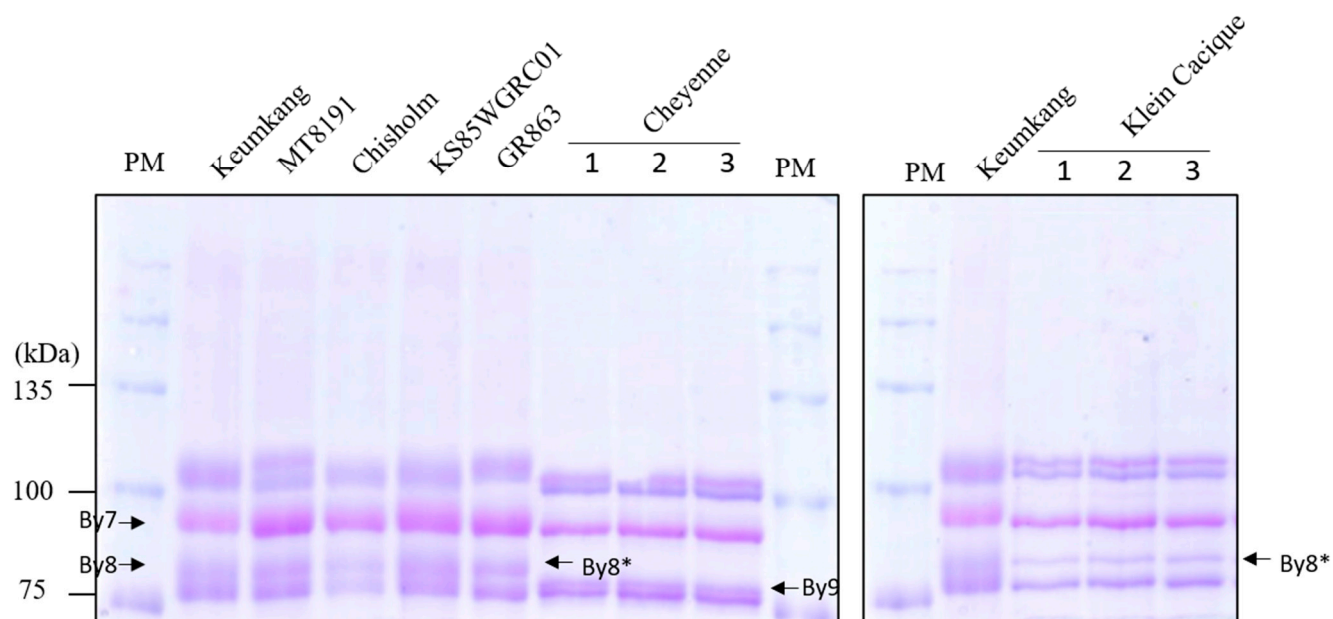 PM Keumkang MT8191 Chisholm KS85WGRC01 GR863 Cheyenne PM
1 2 3
PM Keumkang Klein Cacique
1 2 3
(kDa)
135
100
By7
By8
By8*
75
By9
By8*